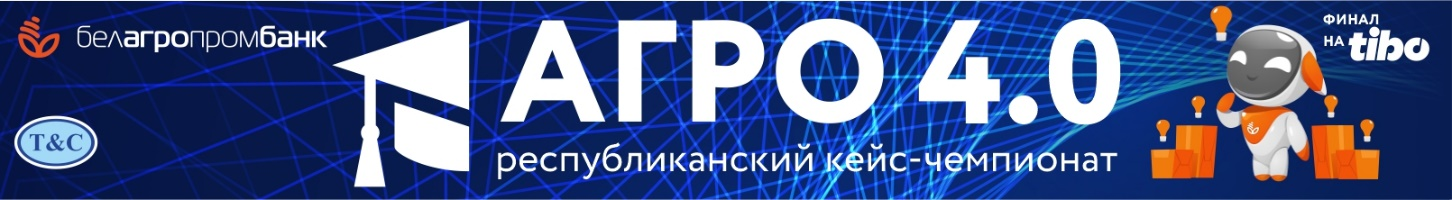 белагропромбанк
T&C
АГРО 4.0
республиканский кейс-чемпионат
ФИНАЛ
НА tibo